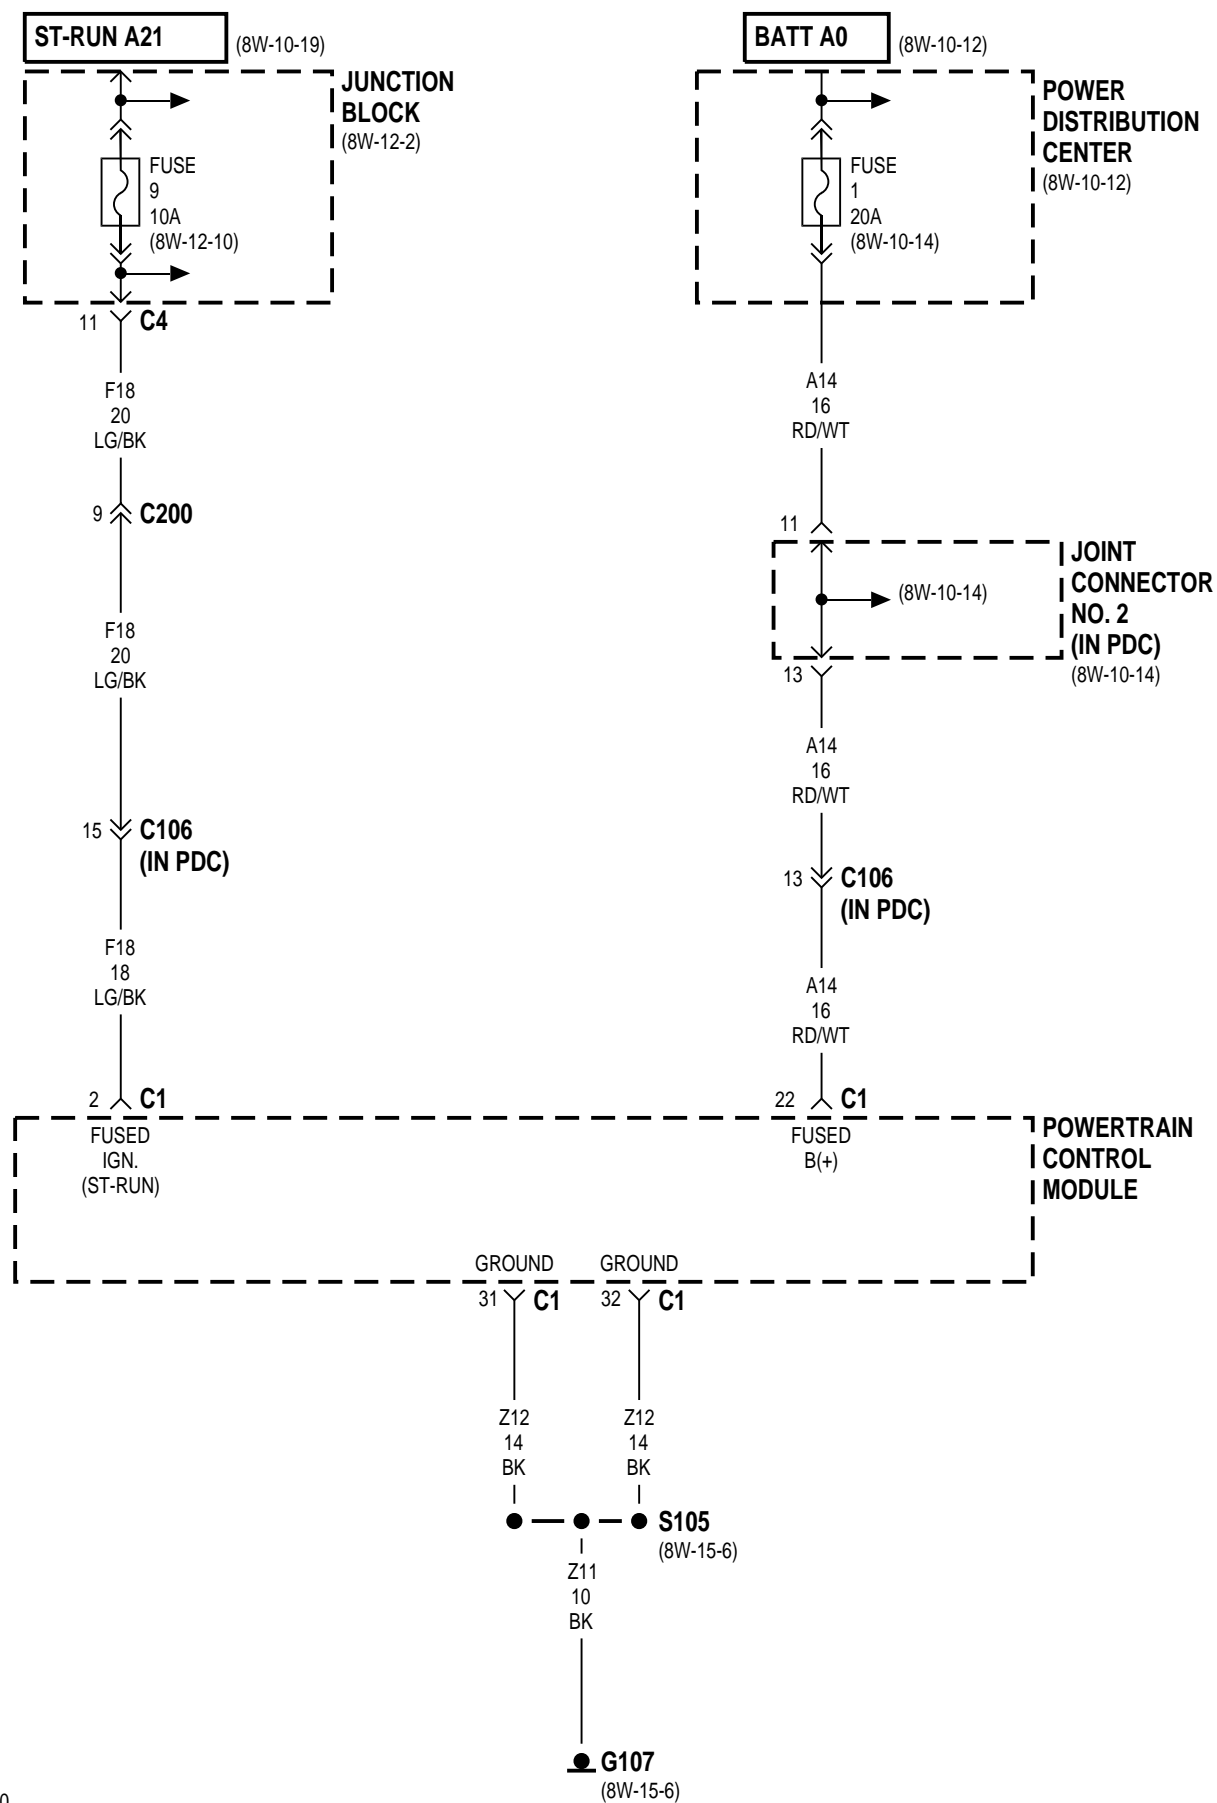 ST-RUN A21
(8W-10-19)
BATT A0
(8W-10-12)
JUNCTION
BLOCK
(8W-12-2)
FUSE
9
10A
(8W-12-10)
POWER
DISTRIBUTION
CENTER
(8W-10-12)
FUSE
1
20A
(8W-10-14)
11 C4
F18
20
LG/BK
A14
16
RD/WT
9 C200
11
JOINT
CONNECTOR
NO. 2
(IN PDC)
(8W-10-14)
(8W-10-14)
13
F18
20
LG/BK
A14
16
RD/WT
15 C106
(IN PDC)
13 C106
(IN PDC)
F18
18
LG/BK
A14
16
RD/WT
2 C1
22 C1
FUSED
IGN.
(ST-RUN)
FUSED
B(+)
POWERTRAIN
CONTROL
MODULE
GROUND GROUND
31 C1 32 C1
Z12
14
BK
Z12
14
BK
S105
(8W-15-6)
Z11
10
BK
G107
(8W-15-6)